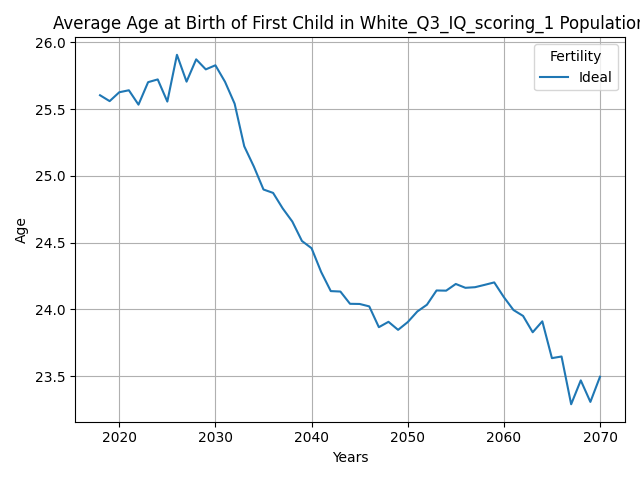 Average Age at Birth of First Child in White_Q3_IQ_scoring_1 Population
26.0
25.5
25.0
24.5
24.0
23.5
Age
Fertility
Ideal
2020 2030 2040 2050 2060 2070
Years